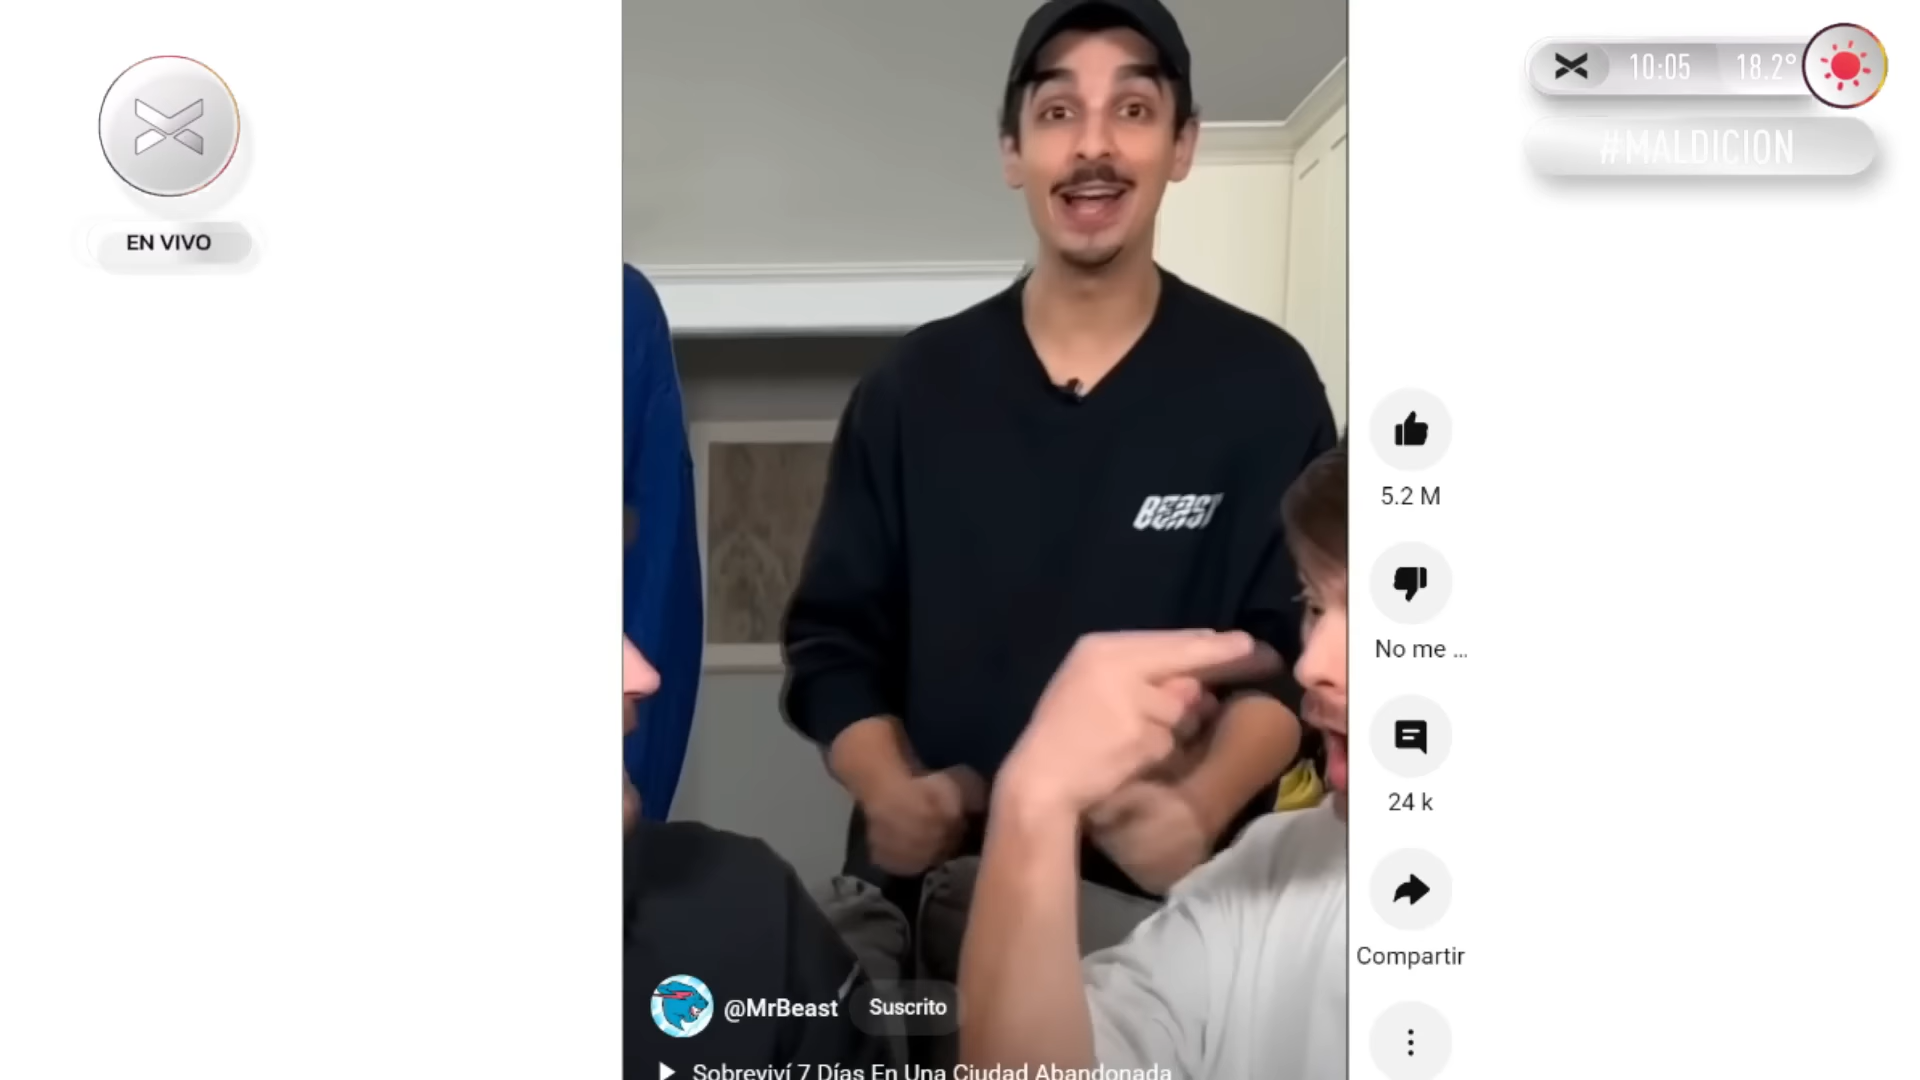 EN VIVO
10:05 18.2°
#MALDICION
BEAST
5.2 M
No me ...
24 k
Compartir
@MrBeast Suscrito
Sobreviví 7 Días En Una Ciudad Abandonada